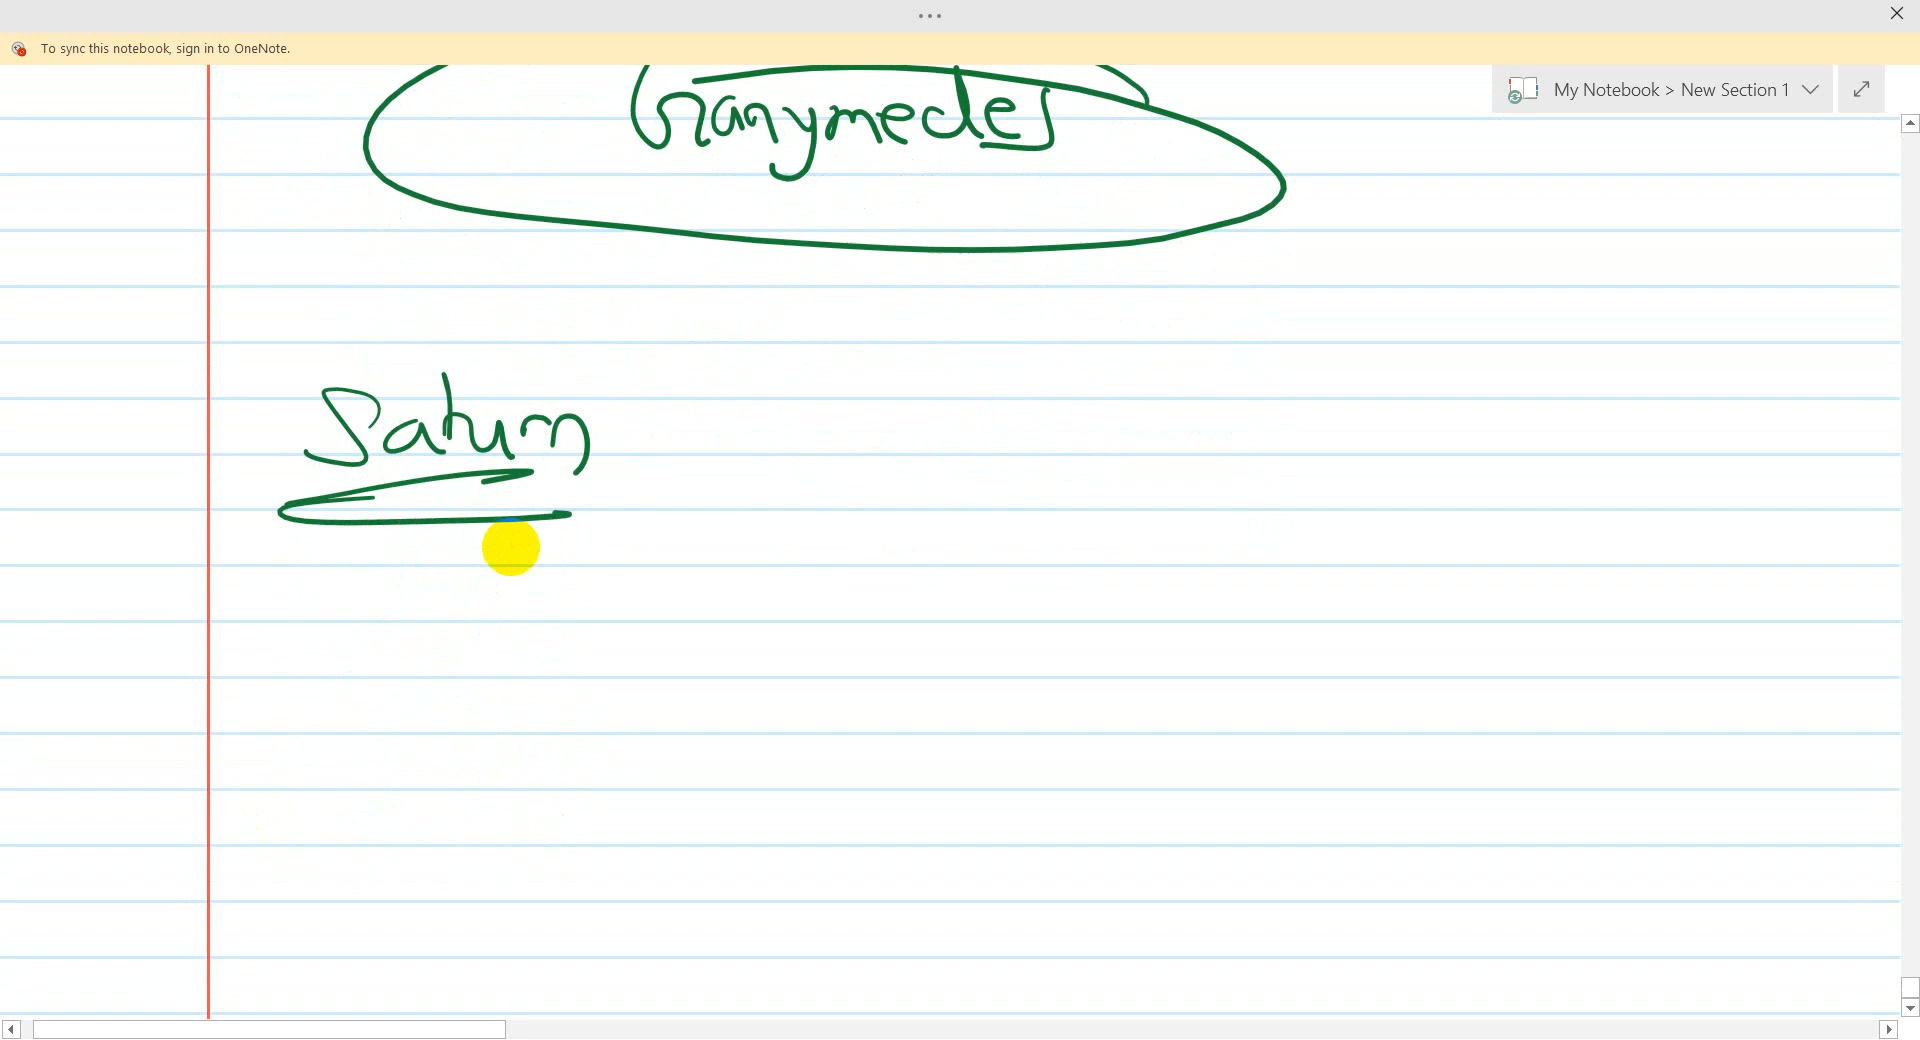 •••
To sync this notebook, sign in to OneNote.
My Notebook > New Section 1
Ganymedes
Saturn